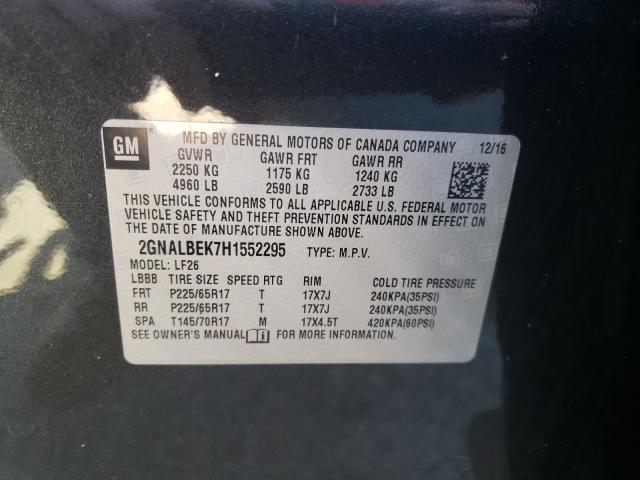 GM
MFD BY GENERAL MOTORS OF CANADA COMPANY 12/16
GVWR GAWR FRT GAWR RR
2250 KG 1175 KG 1240 KG
4960 LB 2590 LB 2733 LB
THIS VEHICLE CONFORMS TO ALL APPLICABLE U.S. FEDERAL MOTOR
VEHICLE SAFETY AND THEFT PREVENTION STANDARDS IN EFFECT ON
THE DATE OF MANUFACTURE SHOWN ABOVE.
2GNALBEK7H1552295 TYPE: M.P.V.
MODEL: LF26
LBBB TIRE SIZE SPEED RTG RIM COLD TIRE PRESSURE
FRT P225/65R17 T 17X7J 240KPA(35PSI)
RR P225/65R17 T 17X7J 240KPA(35PSI)
SPA T145/70R17 M 17X4.5T 420KPA(60PSI)
SEE OWNER'S MANUAL FOR MORE INFORMATION.